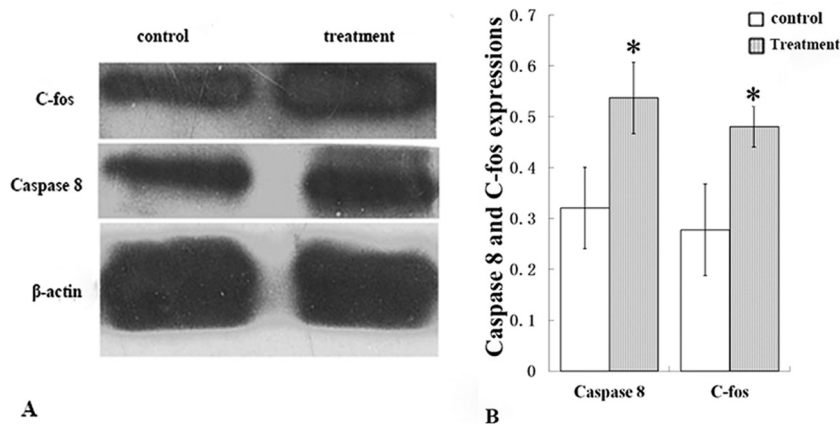 control treatment
C-fos
Caspase 8
β-actin
A
Caspase 8 and C-fos expressions
0.7
0.6
0.5
0.4
0.3
0.2
0.1
0
control
Treatment
*
*
Caspase 8 C-fos
B